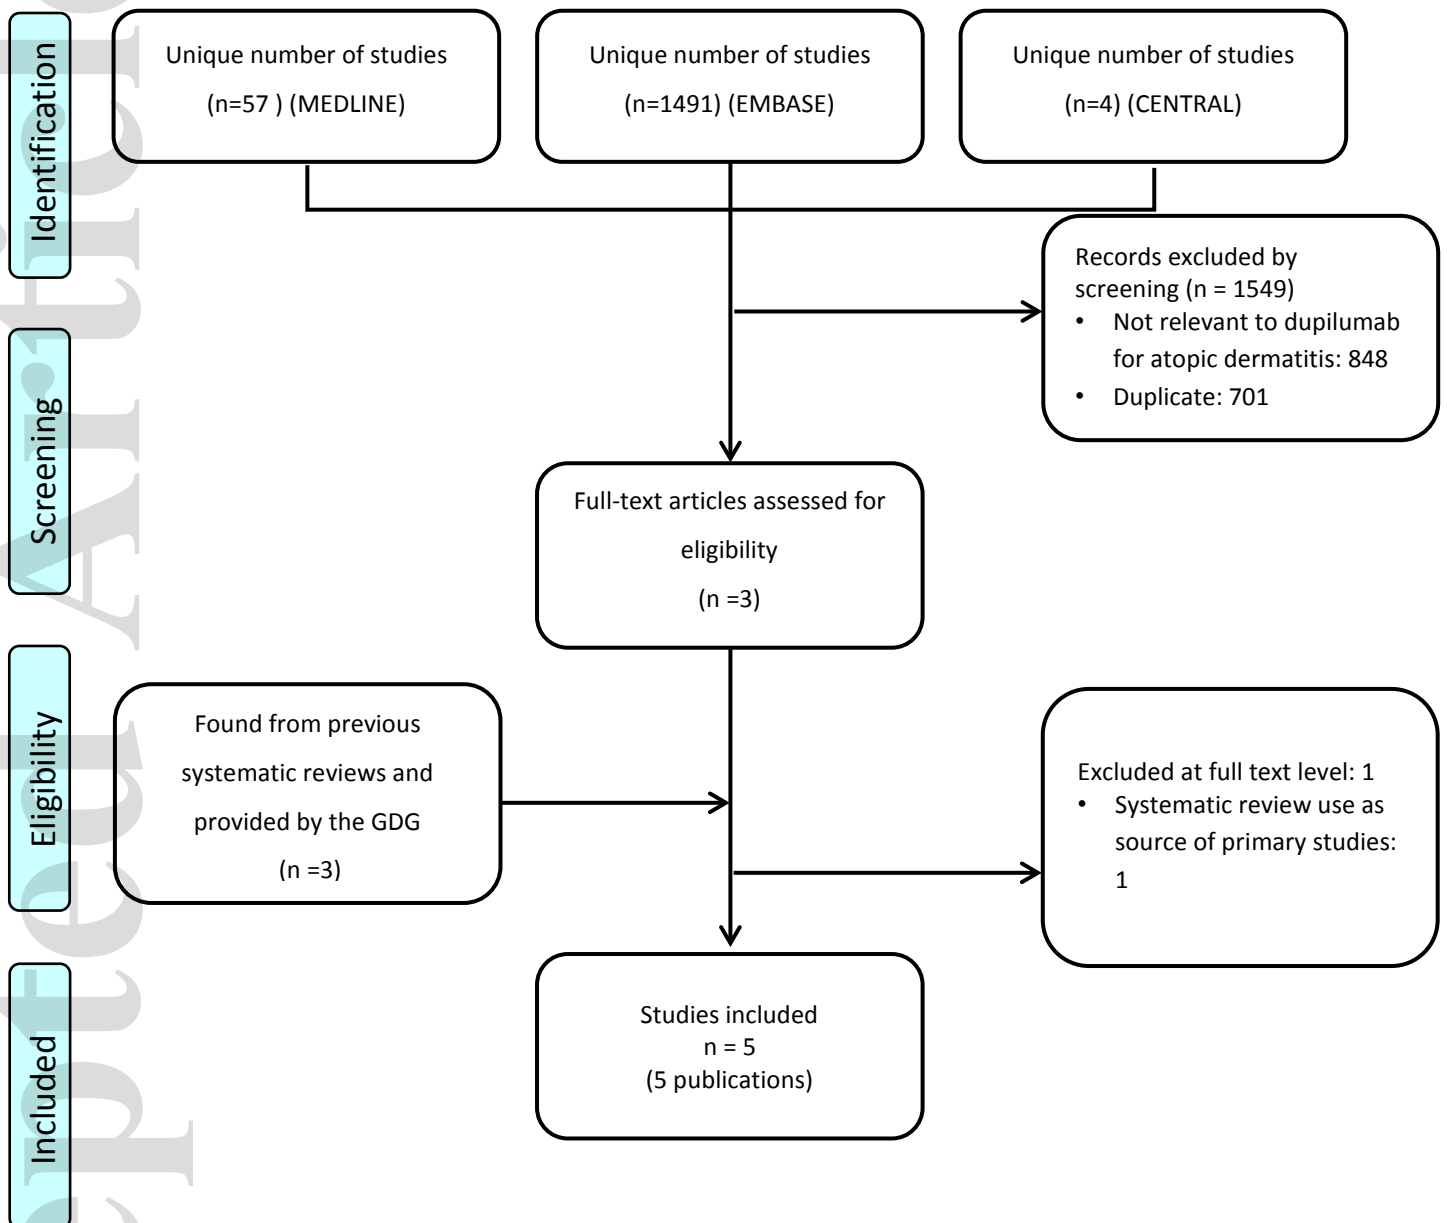 Identification
Unique number of studies
(n=57 ) (MEDLINE)
Unique number of studies
(n=1491) (EMBASE)
Unique number of studies
(n=4) (CENTRAL)
Records excluded by
screening (n = 1549)
• Not relevant to dupilumab
for atopic dermatitis: 848
• Duplicate: 701
Screening
Full-text articles assessed for
eligibility
(n =3)
Eligibility
Found from previous
systematic reviews and
provided by the GDG
(n =3)
Excluded at full text level: 1
• Systematic review use as
source of primary studies:
1
Included
Studies included
n = 5
(5 publications)
epted Article